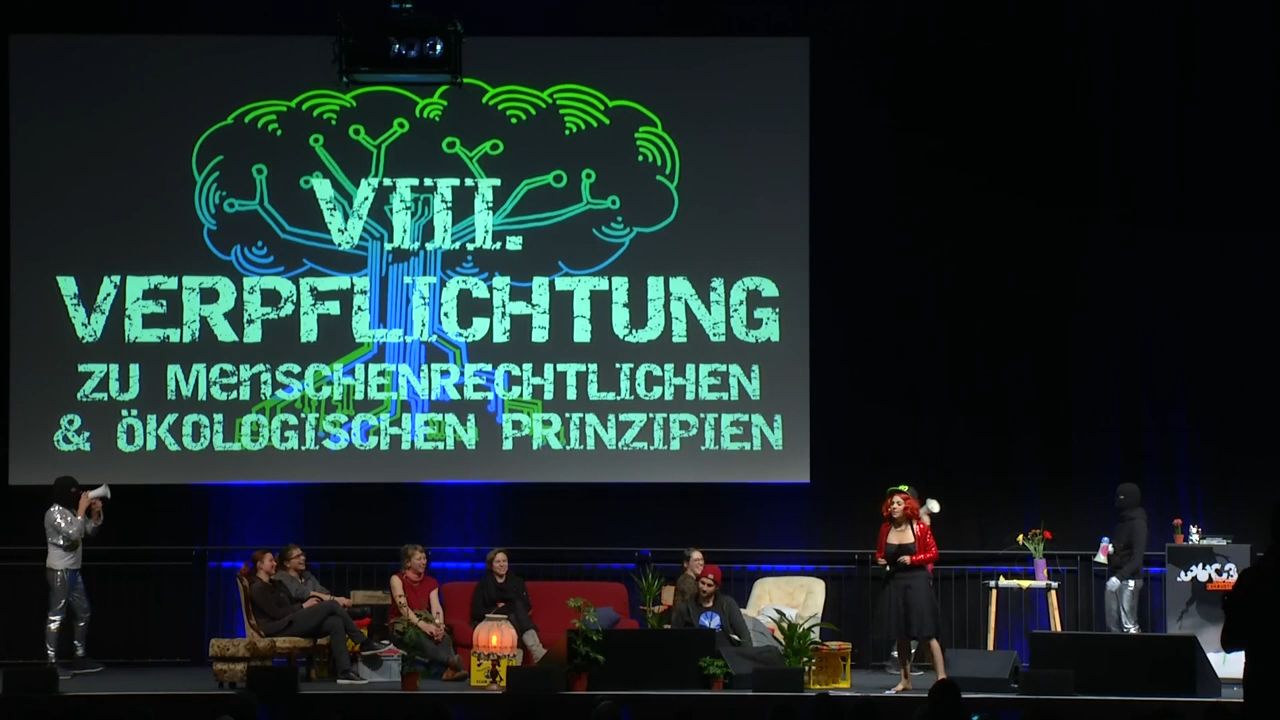 VIII.
VERPFLICHTUNG
ZU MenSCHENRECHTLICHEN
& ÖKOLOGISCHEN PRINZIPIEN